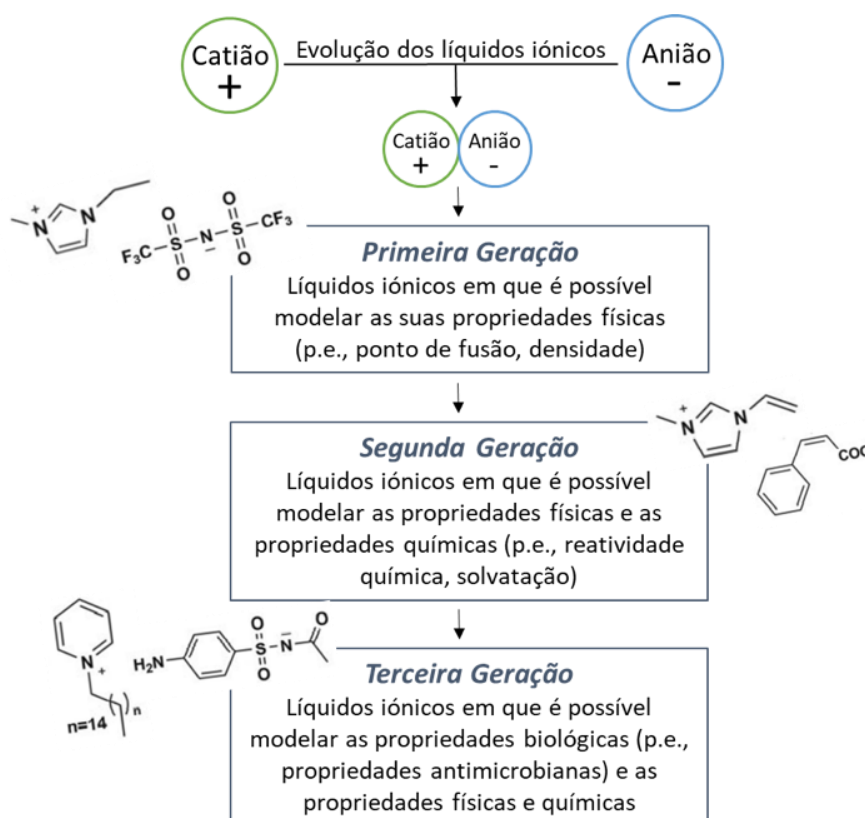 Evolução dos líquidos iónicos
Catião
+
Anião
-
Catião
+
Anião
-
+
N
N
F₃C
S
O
O
N
–
S
O
O
CF₃
Primeira Geração
Líquidos iónicos em que é possível
modelar as suas propriedades físicas
(p.e., ponto de fusão, densidade)
+
N
N
Segunda Geração
Líquidos iónicos em que é possível
modelar as propriedades físicas e as
propriedades químicas (p.e., reatividade
química, solvatação)
N
+
n
n=14
H₂N
S
O
O
N
–
O
Terceira Geração
Líquidos iónicos em que é possível
modelar as propriedades biológicas (p.e.,
propriedades antimicrobianas) e as
propriedades físicas e químicas